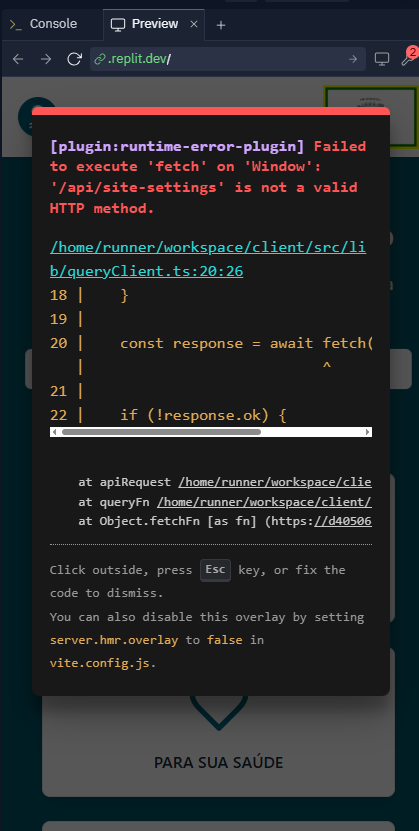 >_ Console
Preview × +
.replit.dev/
2
[plugin:runtime-error-plugin] Failed
to execute 'fetch' on 'Window':
'/api/site-settings' is not a valid
HTTP method.
/home/runner/workspace/client/src/li
b/queryClient.ts:20:26
18 | }
19 |
20 | const response = await fetch(
| ^
21 |
22 | if (!response.ok) {
at apiRequest /home/runner/workspace/clie
at queryFn /home/runner/workspace/client/
at Object.fetchFn [as fn] (https://d40506
Click outside, press Esc key, or fix the
code to dismiss.
You can also disable this overlay by setting
server.hmr.overlay to false in
vite.config.js.
PARA SUA SAÚDE